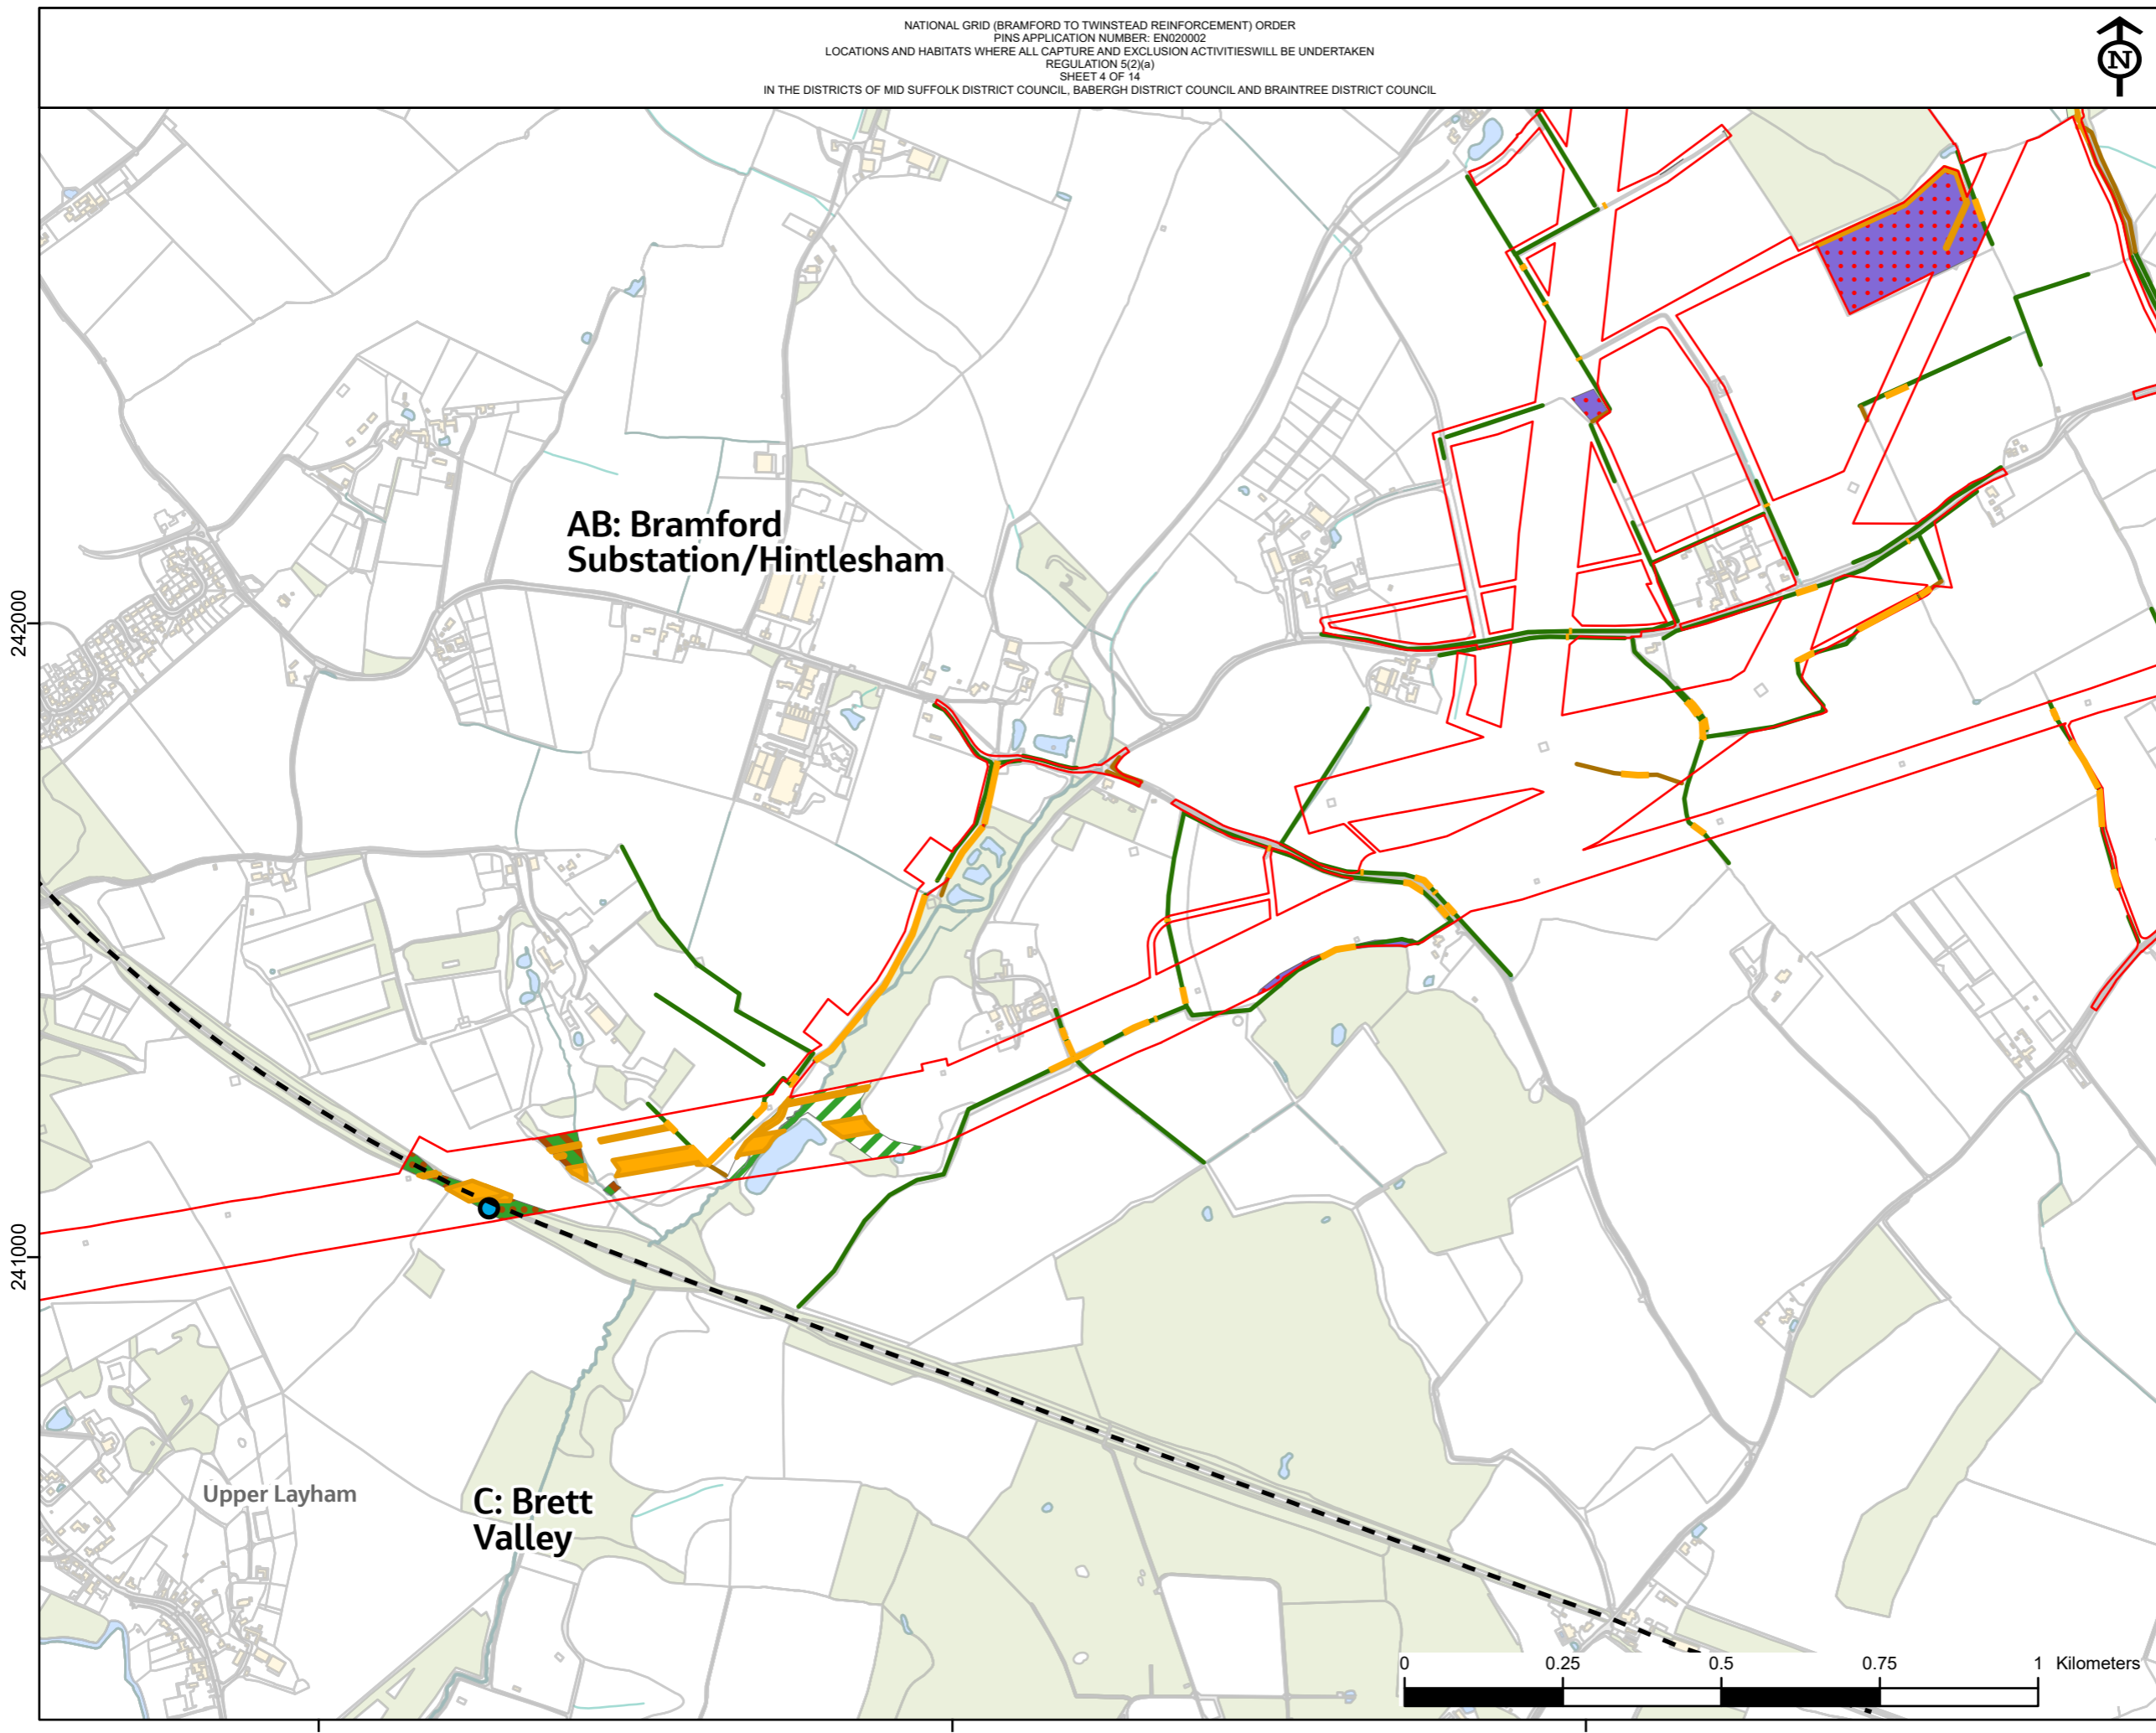 NATIONAL GRID (BRAMFORD TO TWINSTEAD REINFORCEMENT) ORDER
PINS APPLICATION NUMBER: EN020002
LOCATIONS AND HABITATS WHERE ALL CAPTURE AND EXCLUSION ACTIVITIESWILL BE UNDERTAKEN
REGULATION 5(2)(a)
SHEET 4 OF 14
IN THE DISTRICTS OF MID SUFFOLK DISTRICT COUNCIL, BABERGH DISTRICT COUNCIL AND BRAINTREE DISTRICT COUNCIL
N
AB: Bramford
Substation/Hintlesham
242000
241000
Upper Layham
C: Brett
Valley
0 0.25 0.5 0.75 1 Kilometers